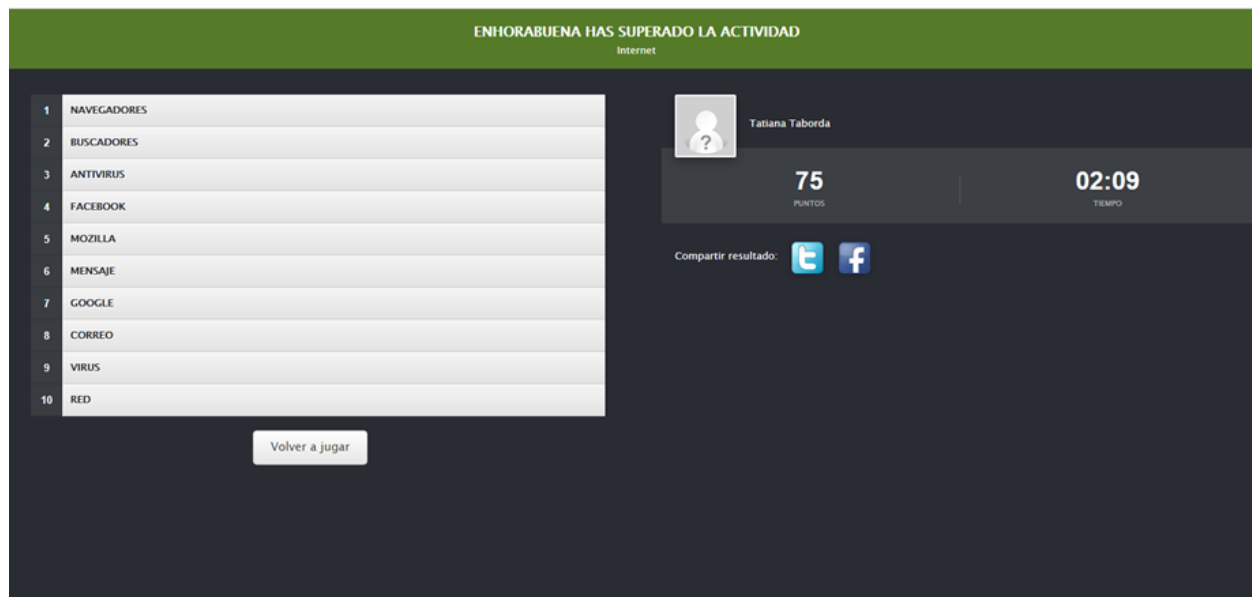 ENHORABUENA HAS SUPERADO LA ACTIVIDAD
Internet
1 NAVEGADORES
2 BUSCADORES
3 ANTIVIRUS
4 FACEBOOK
5 MOZILLA
6 MENSAJE
7 GOOGLE
8 CORREO
9 VIRUS
10 RED
Volver a jugar
?
Tatiana Taborda
75 02:09
PUNTOS TIEMPO
Compartir resultado: